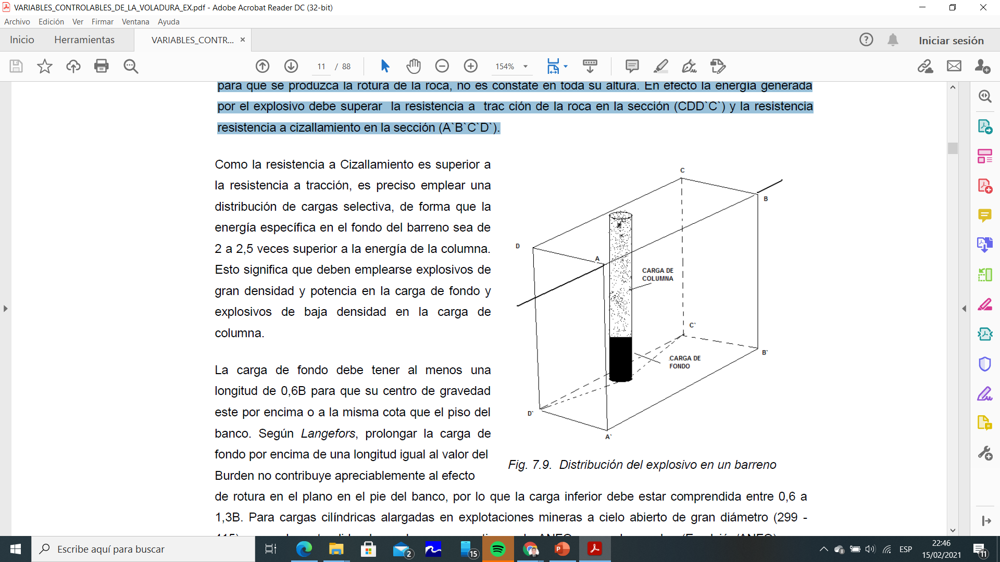 VARIABLES_CONTROLABLES_DE_LA_VOLADURA_EX.pdf - Adobe Acrobat Reader DC (32-bit)
Archivo Edición Ver Firmar Ventana Ayuda
Inicio Herramientas VARIABLES_CONTR... × Iniciar sesión
11 / 88 154%
para que se produzca la rotura de la roca, no es constate en toda su altura. En efecto la energía generada
por el explosivo debe superar la resistencia a trac ción de la roca en la sección (CDD`C`) y la resistencia
resistencia a cizallamiento en la sección (A`B`C`D`).
Como la resistencia a Cizallamiento es superior a
la resistencia a tracción, es preciso emplear una
distribución de cargas selectiva, de forma que la
energía específica en el fondo del barreno sea de
2 a 2,5 veces superior a la energía de la columna.
Esto significa que deben emplearse explosivos de
gran densidad y potencia en la carga de fondo y
explosivos de baja densidad en la carga de
columna.
La carga de fondo debe tener al menos una
longitud de 0,6B para que su centro de gravedad
este por encima o a la misma cota que el piso del
banco. Según Langefors, prolongar la carga de
fondo por encima de una longitud igual al valor del
Burden no contribuye apreciablemente al efecto
C
B
D
A
CARGA DE
COLUMNA
C`
B`
CARGA DE
FONDO
D`
A`
Fig. 7.9. Distribución del explosivo en un barreno
de rotura en el plano en el pie del banco, por lo que la carga inferior debe estar comprendida entre 0,6 a
1,3B. Para cargas cilíndricas alargadas en explotaciones mineras a cielo abierto de gran diámetro (299 -
Escribe aquí para buscar
2
15
ESP
22:46
15/02/2021
11